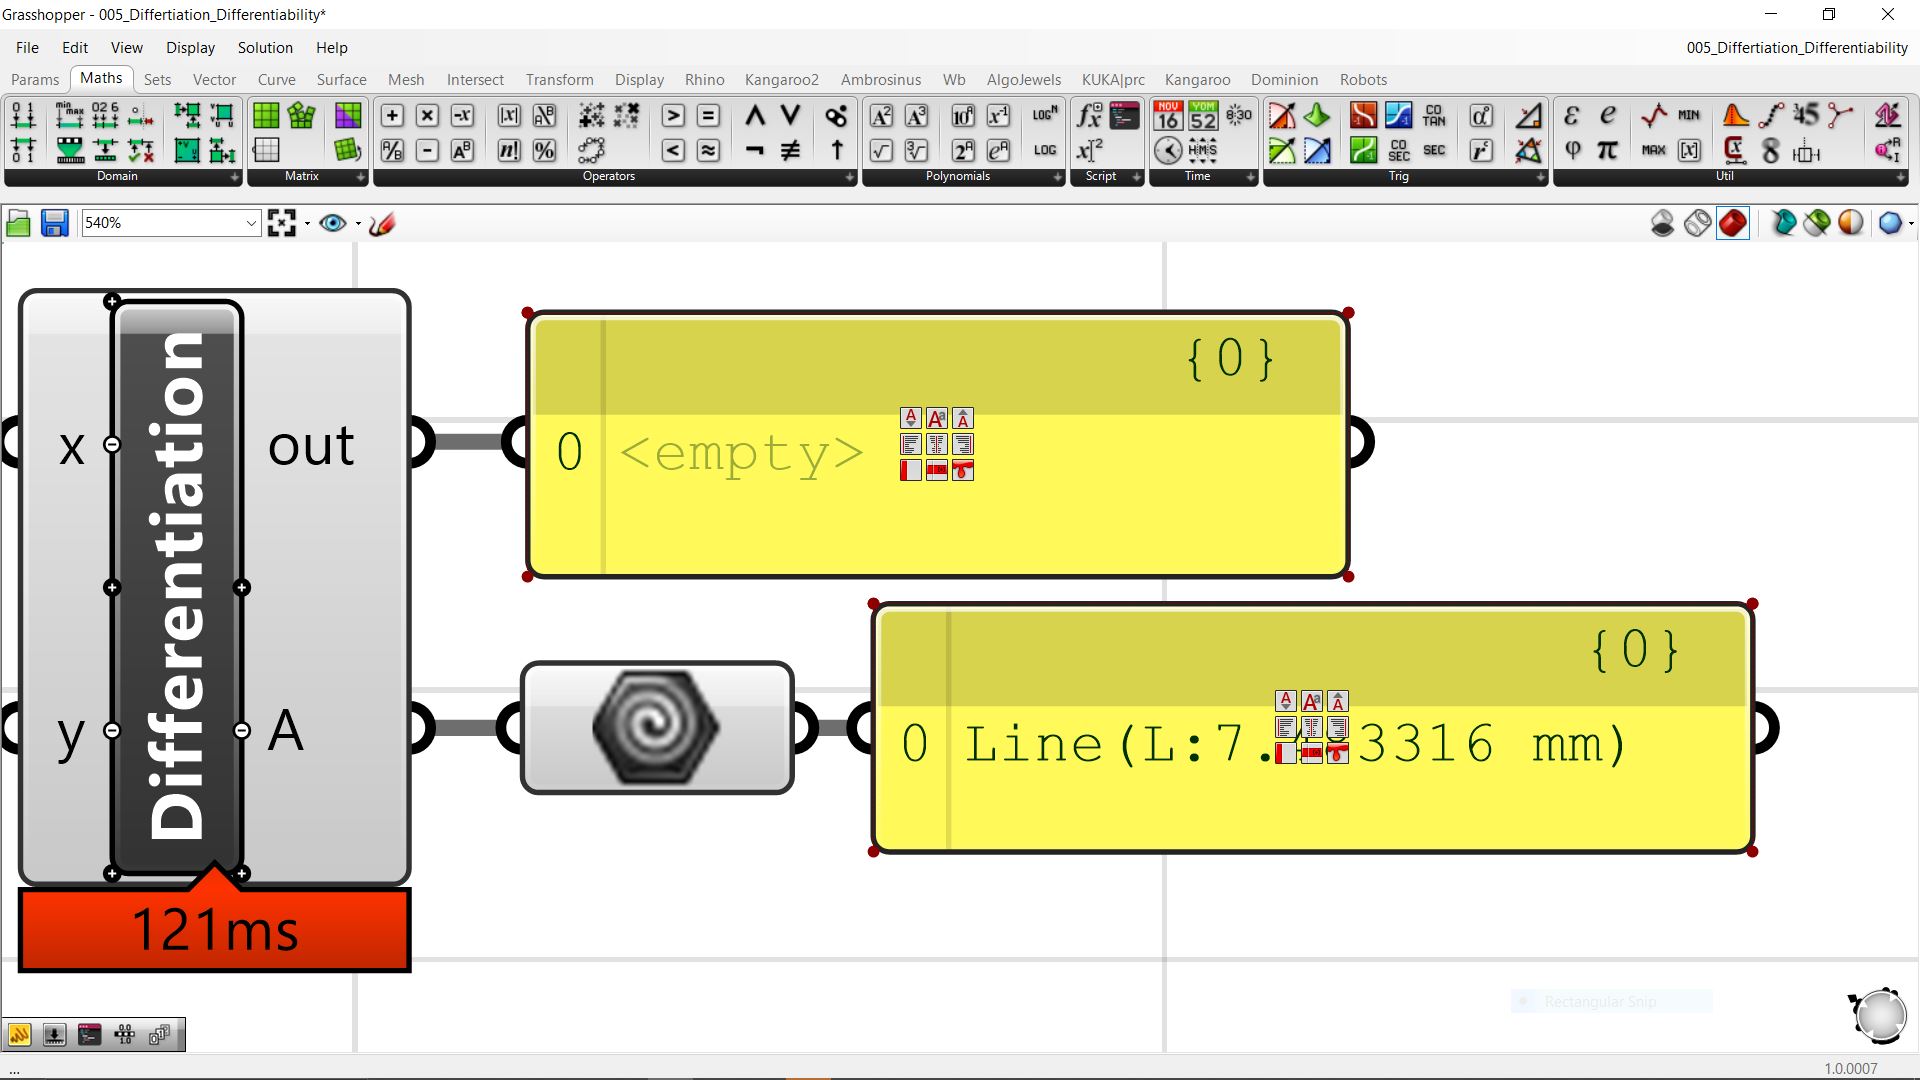 Grasshopper - 005_Differtiation_Differentiability*
File Edit View Display Solution Help
005_Differtiation_Differentiability
Params Maths Sets Vector Curve Surface Mesh Intersect Transform Display Rhino Kangaroo2 Ambrosinus Wb AlgoJewels KUKA|prc Kangaroo Dominion Robots
Domain Matrix Operators Polynomials Script Time Trig Util
540%
{0}
x
out
0 <empty>
Differentiation
{0}
y
A
0 Line(L:7. 3316 mm)
121ms
Rectangular Snip
...
1.0.0007